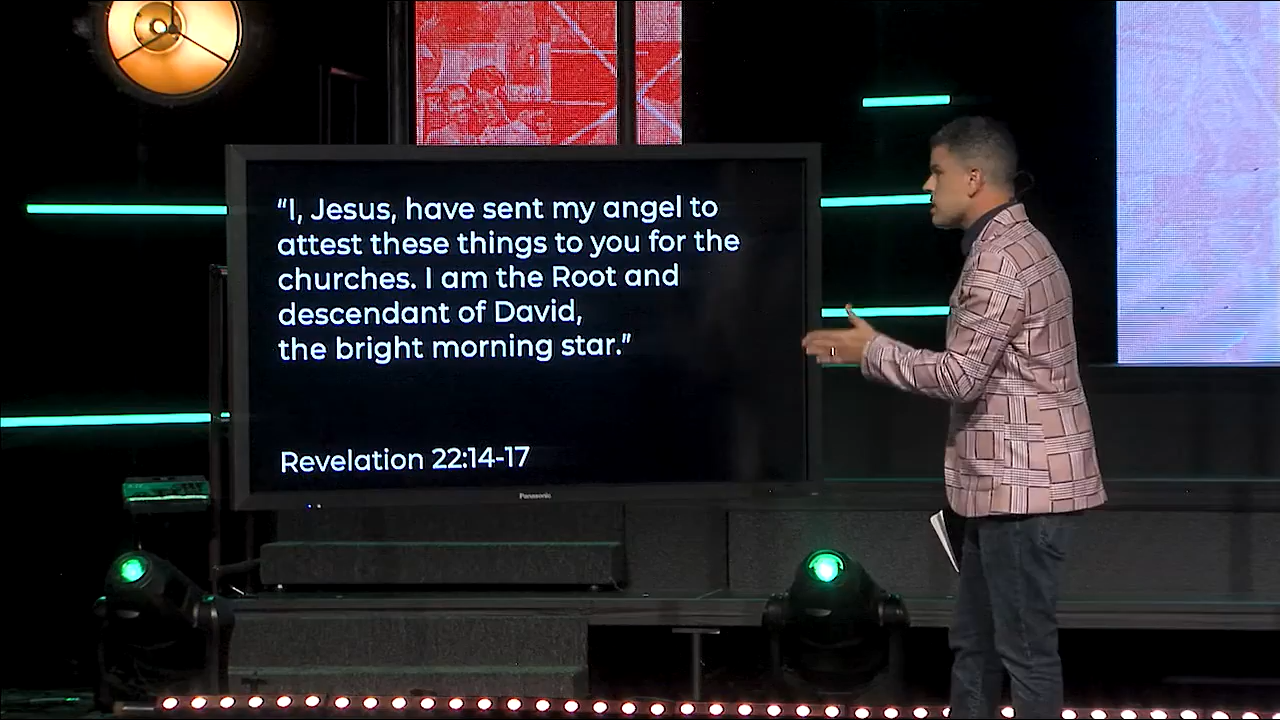 "I, Jesus, have sent my angel to
attest these things to you for the
churches. I am the root and
descendant of David,
the bright morning star."
Revelation 22:14-17
Panasonic